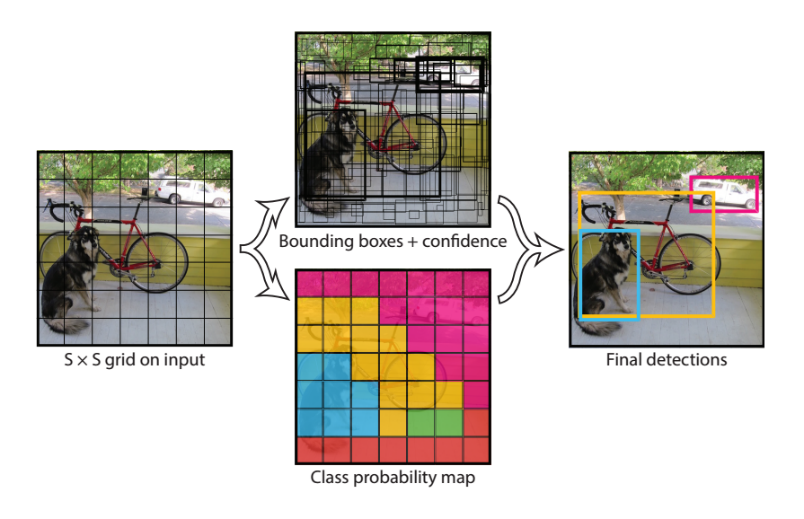 Bounding boxes + confidence
S × S grid on input
Final detections
Class probability map